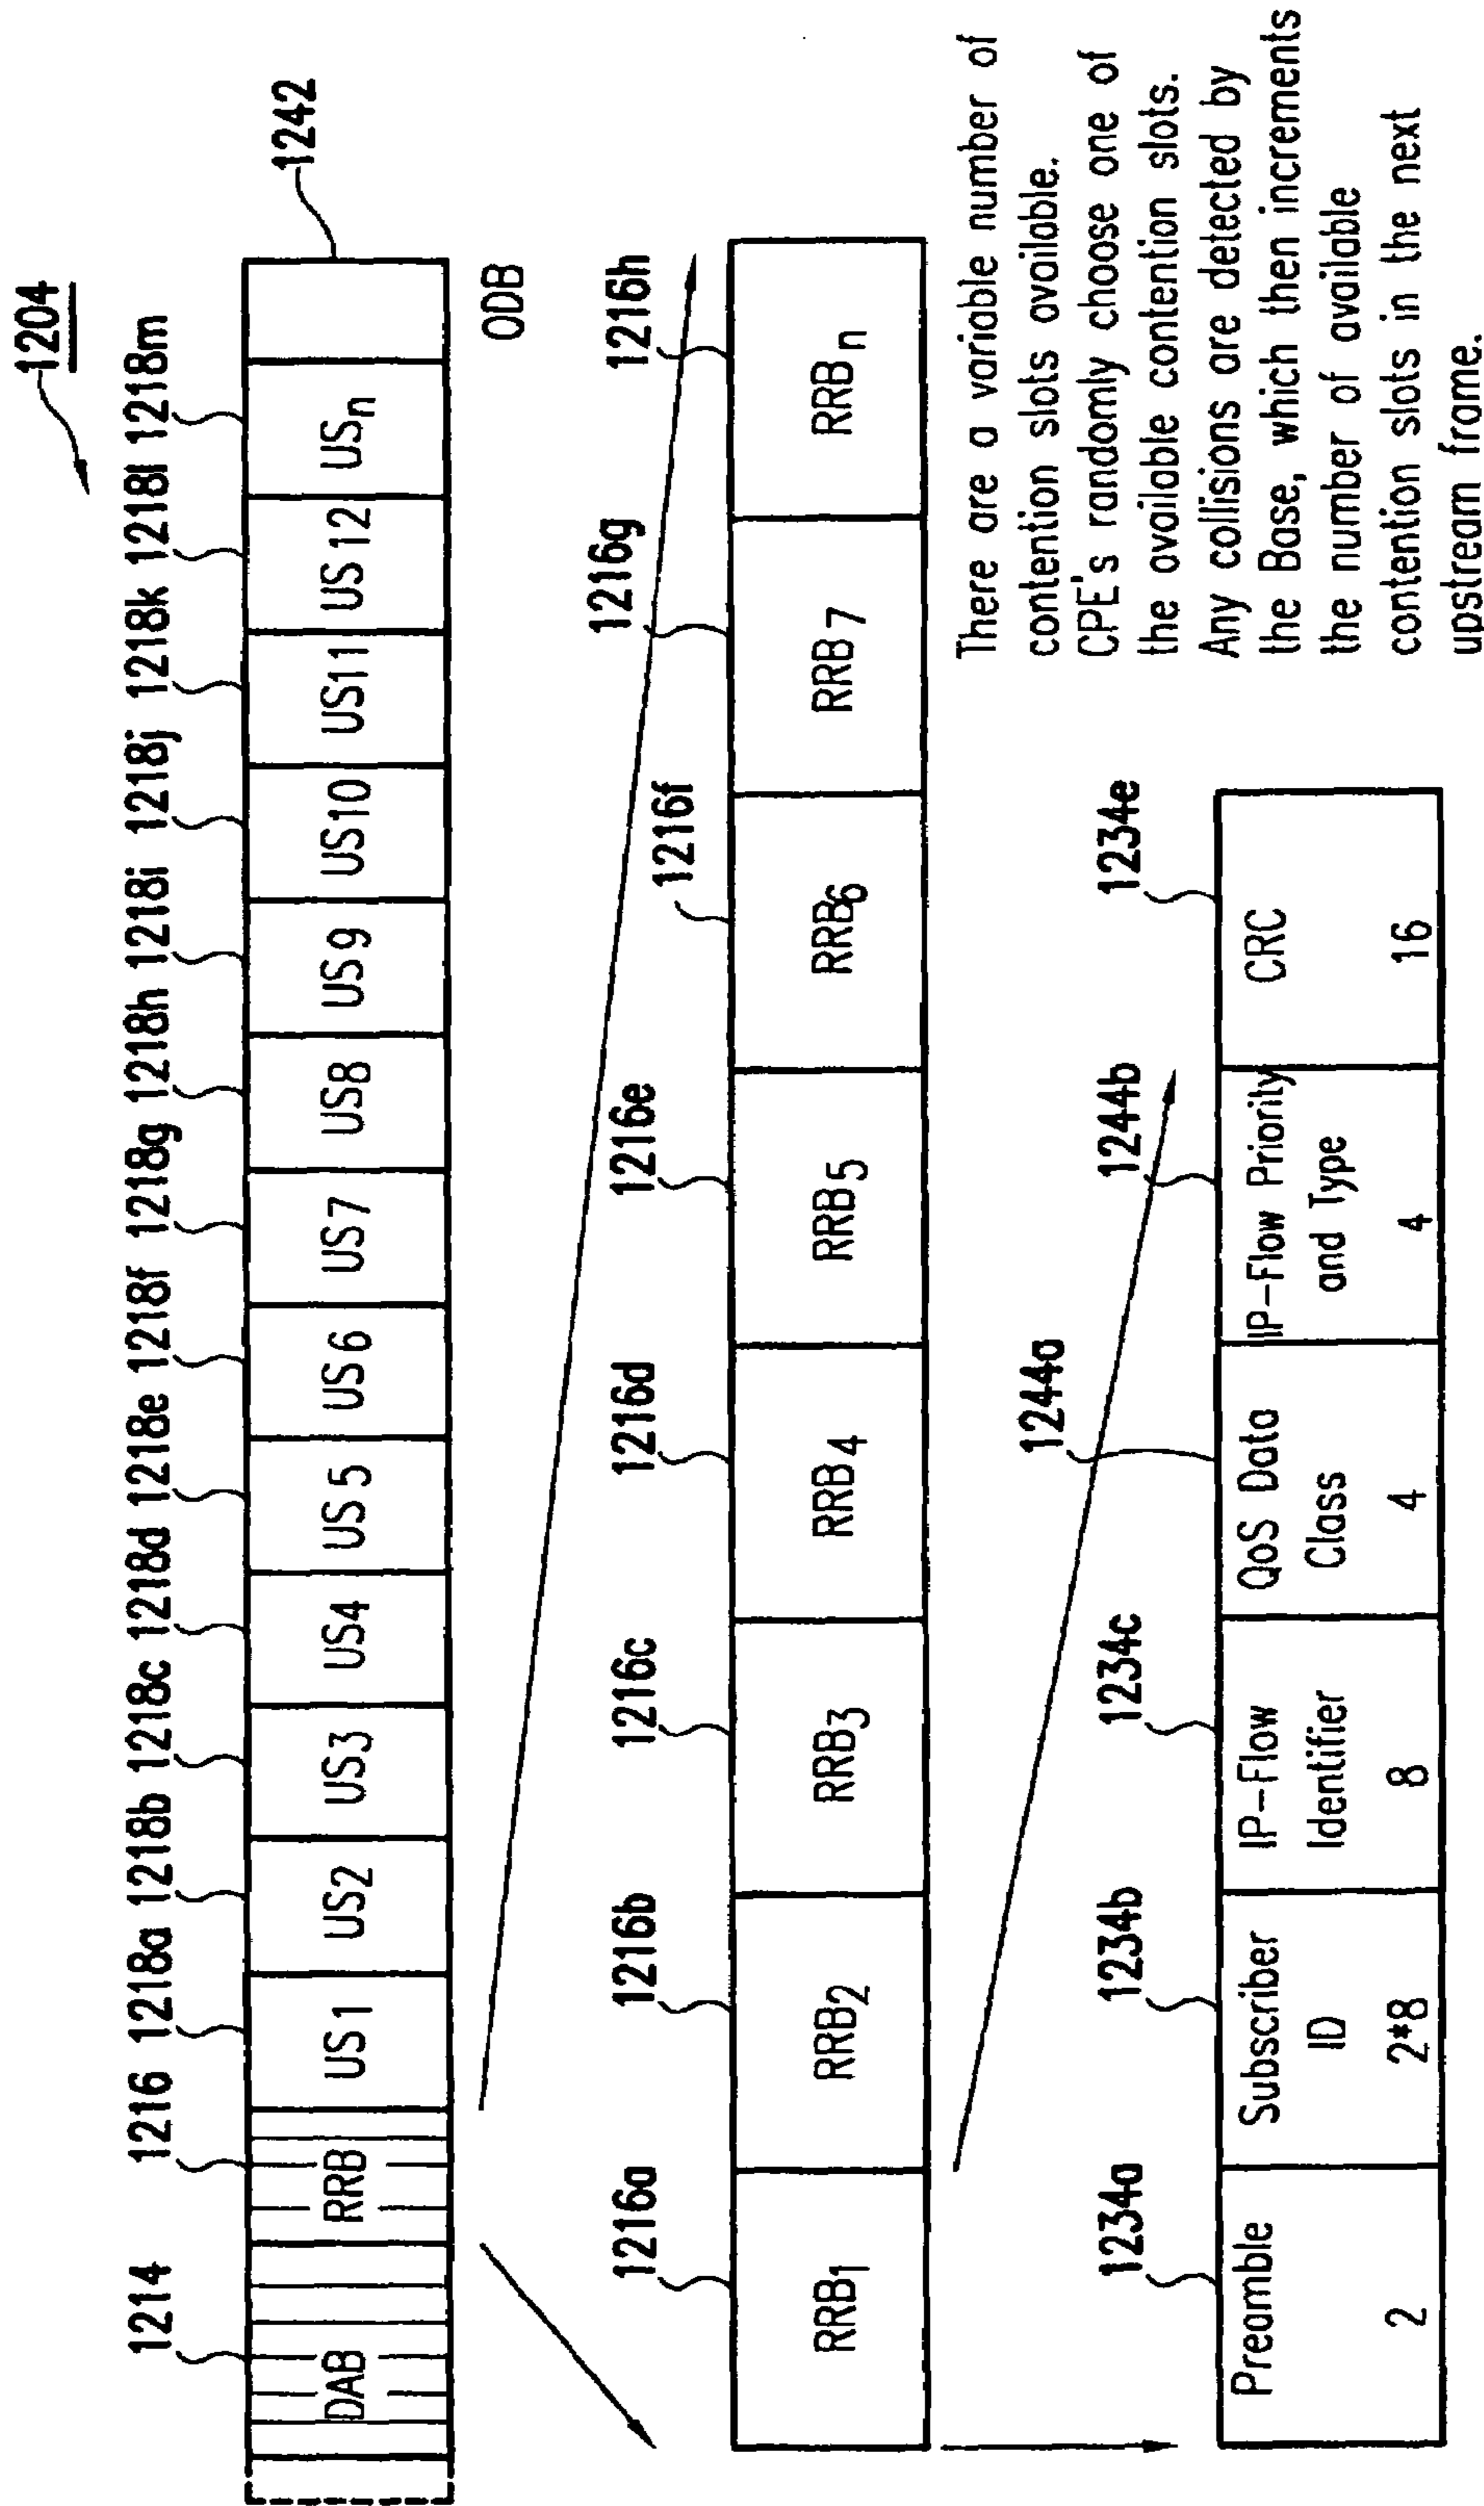 1204
1214 1216 1218a 1218b 1218c 1218d 1218e 1218f 1218g 1218h 1218i 1218j 1218k 1218l 1218m
DAB RRB US1 US2 US3 US4 US5 US6 US7 US8 US9 US10 US11 US12 USn
1242
ODB
1216a 1216b 1216c 1216d 1216e 1216f 1216g 1216h
RRB1 RRB2 RRB3 RRB4 RRB5 RRB6 RRB7 RRBn
There are a variable number of
contention slots available.
CPE's randomly choose one of
the available contention slots.
Any collisions are detected by
the Base, which then increments
the number of available
contention slots in the next
upstream frame.
1234a 1234b 1234c 1244a 1244b 1234e
Preamble
2
Subscriber
ID
2*8
IP-Flow
Identifier
8
QoS Data
Class
4
IP-Flow Priority
and Type
4
CRC
16